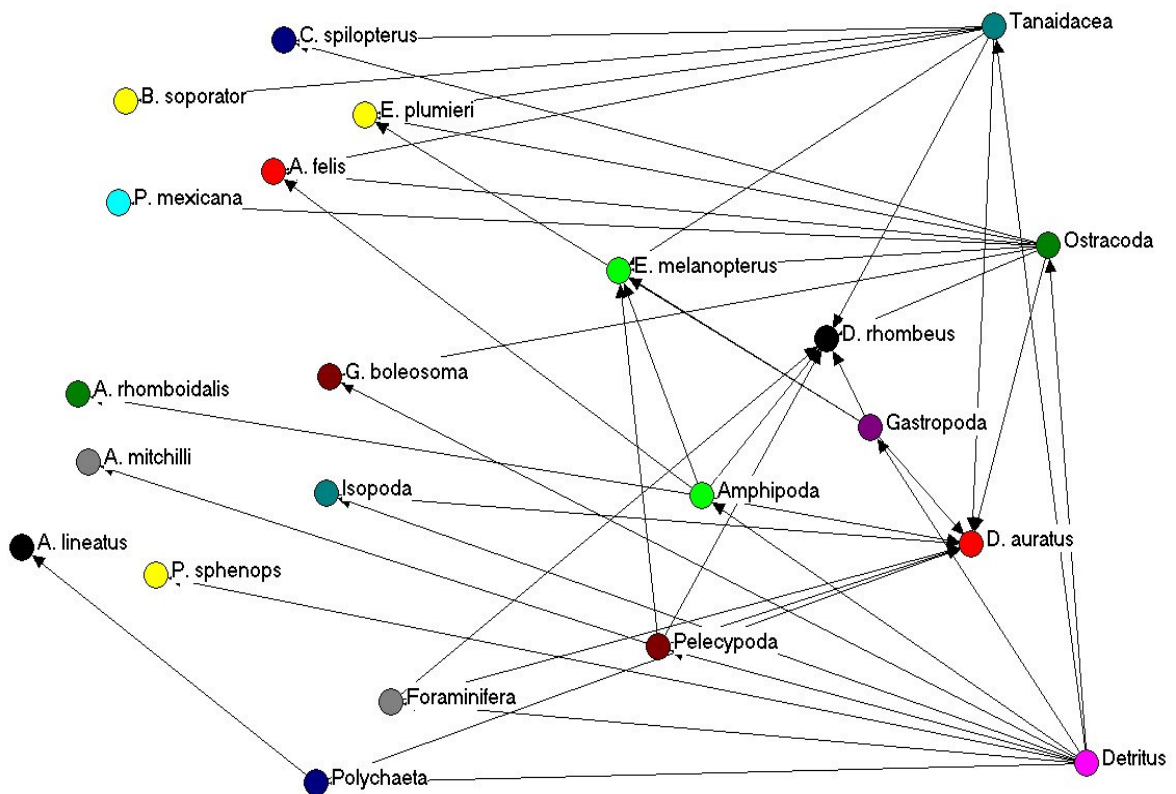 Tanaidacea
C. spilopterus
B. soporator
E. plumieri
A. felis
P. mexicana
Ostracoda
E. melanopterus
D. rhombeus
G. boleosoma
A. rhomboidalis
Gastropoda
A. mitchilli
Isopoda
Amphipoda
A. lineatus
D. auratus
P. sphenops
Pelecypoda
Foraminifera
Detritus
Polychaeta